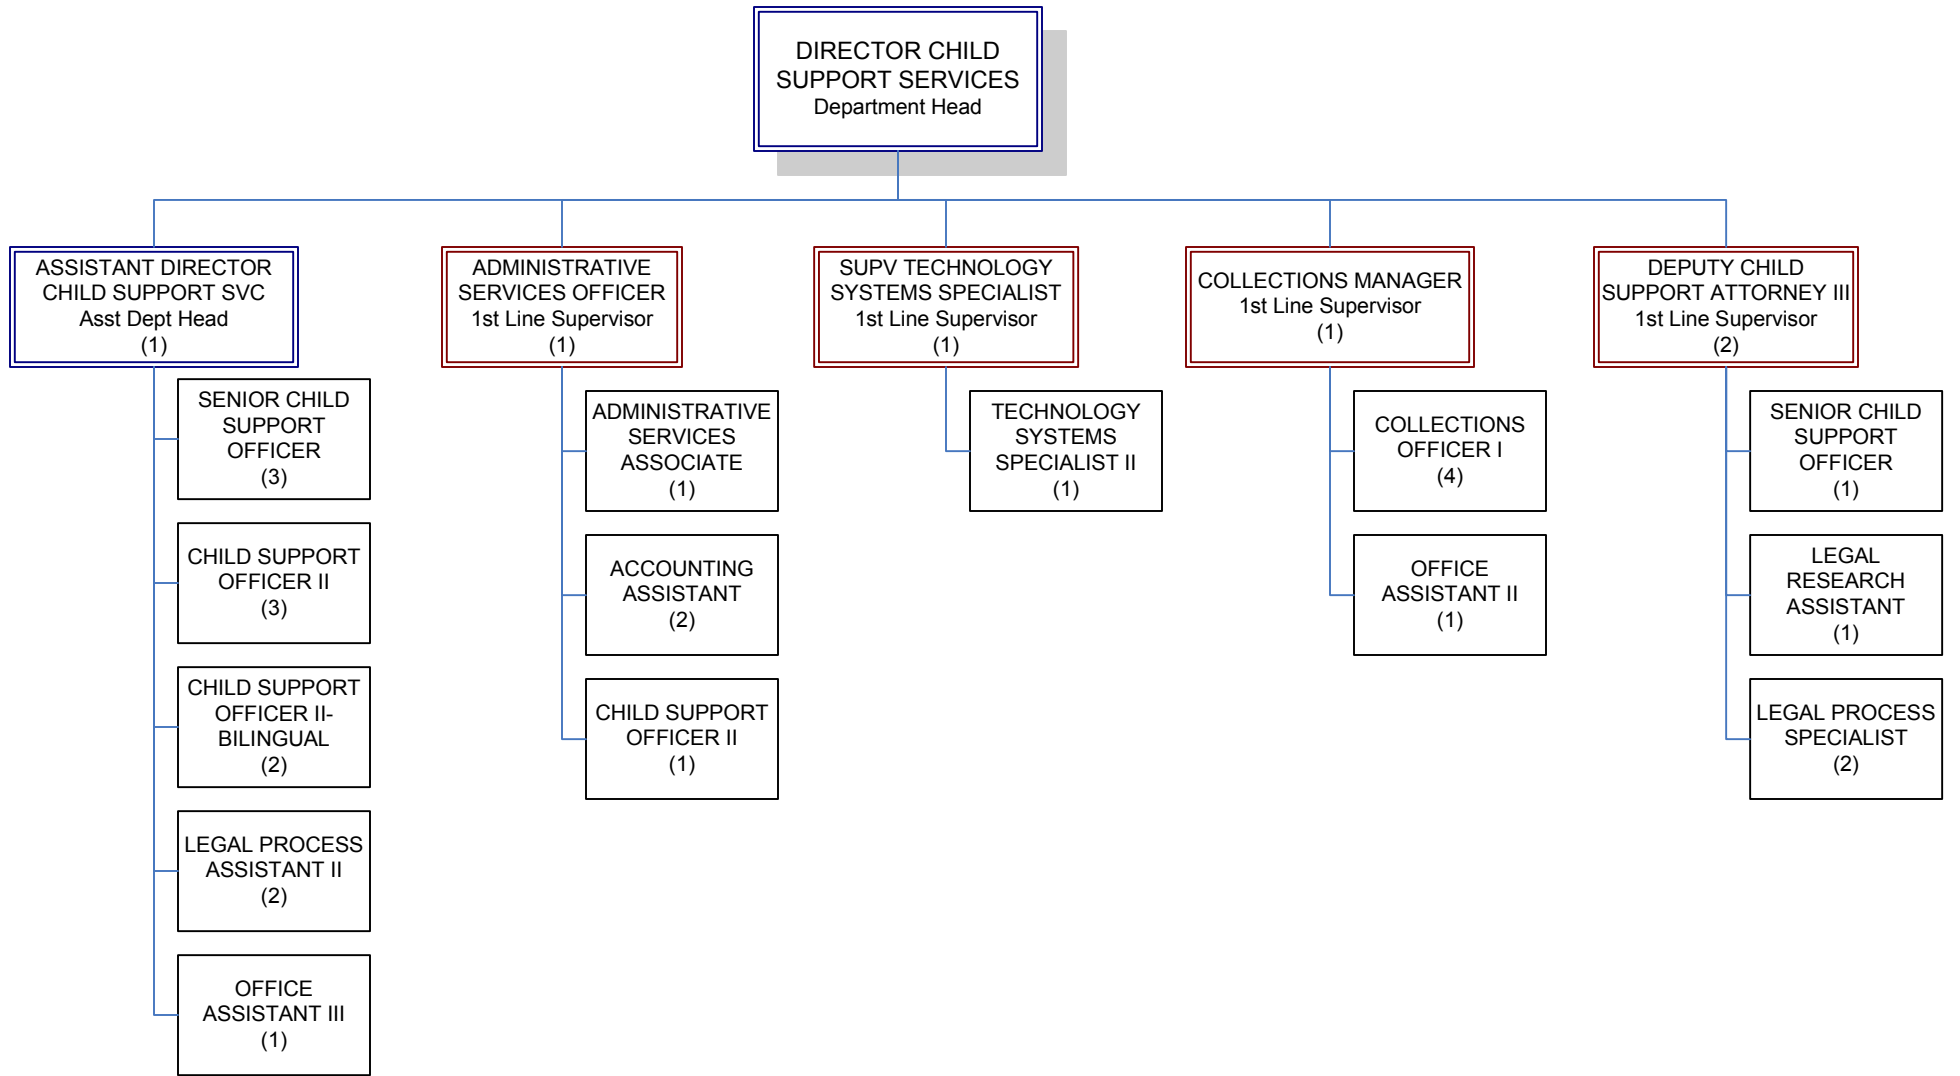 DIRECTOR CHILD
SUPPORT SERVICES
Department Head
ASSISTANT DIRECTOR
CHILD SUPPORT SVC
Asst Dept Head
(1)
SENIOR CHILD
SUPPORT
OFFICER
(3)
CHILD SUPPORT
OFFICER II
(3)
CHILD SUPPORT
OFFICER II-
BILINGUAL
(2)
LEGAL PROCESS
ASSISTANT II
(2)
OFFICE
ASSISTANT III
(1)
ADMINISTRATIVE
SERVICES OFFICER
1st Line Supervisor
(1)
ADMINISTRATIVE
SERVICES
ASSOCIATE
(1)
ACCOUNTING
ASSISTANT
(2)
CHILD SUPPORT
OFFICER II
(1)
SUPV TECHNOLOGY
SYSTEMS SPECIALIST
1st Line Supervisor
(1)
TECHNOLOGY
SYSTEMS
SPECIALIST II
(1)
COLLECTIONS MANAGER
1st Line Supervisor
(1)
COLLECTIONS
OFFICER I
(4)
OFFICE
ASSISTANT II
(1)
DEPUTY CHILD
SUPPORT ATTORNEY III
1st Line Supervisor
(2)
SENIOR CHILD
SUPPORT
OFFICER
(1)
LEGAL
RESEARCH
ASSISTANT
(1)
LEGAL PROCESS
SPECIALIST
(2)